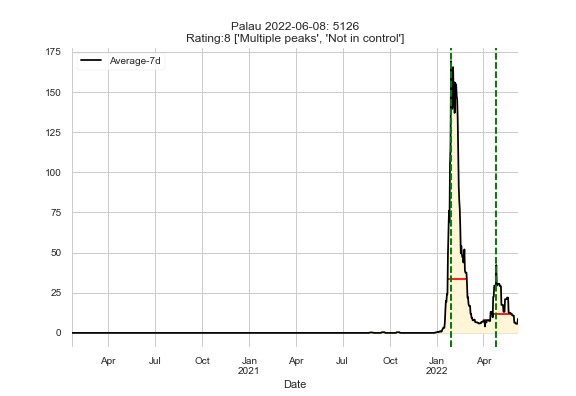 Palau 2022-06-08: 5126
Rating:8 ['Multiple peaks', 'Not in control']
Average-7d
175
150
125
100
75
50
25
0
Apr Jul Oct Jan Apr Jul Oct Jan Apr
2021 2022
Date